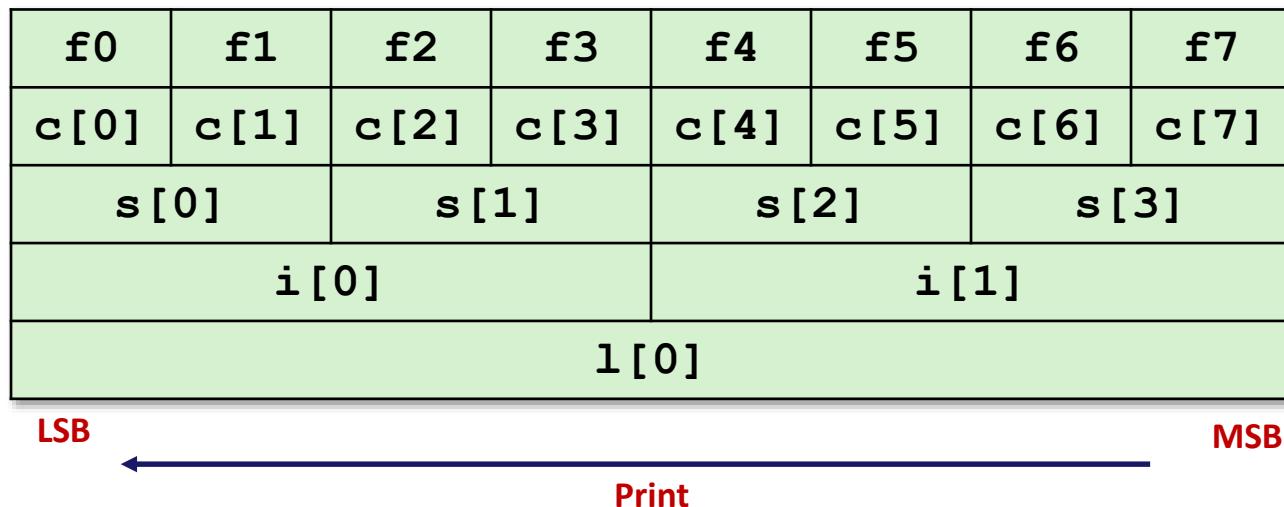 f0 f1 f2 f3 f4 f5 f6 f7
c[0] c[1] c[2] c[3] c[4] c[5] c[6] c[7]
s[0] s[1] s[2] s[3]
i[0] i[1]
l[0]
LSB MSB
Print